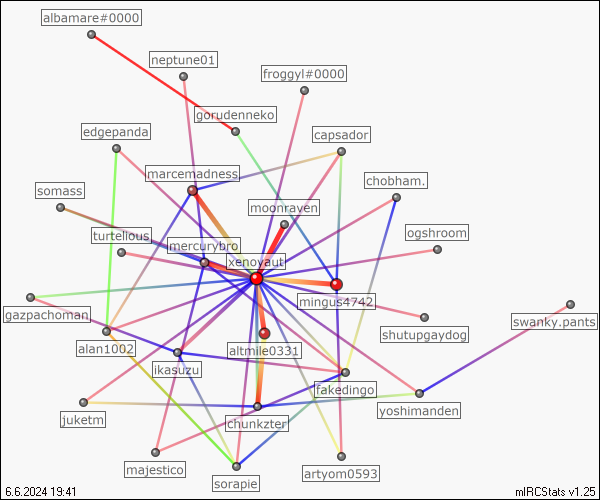 albamare#0000
neptune01
froggyl#0000
gorudenneko
edgepanda
capsador
marcemadness
chobham.
somass
moonraven
turtellous.
mercurybro
ogshroom
xenoyaut
mingus4742
gazpachoman
swanky.pants
shutupgaydog
alan1002
altmile0331
ikasuzu
fakedingo
yoshimanden
juketm
chunkzter
majestico
artyom0593
sorapie
6.6.2024 19:41
mIRCStats v1.25